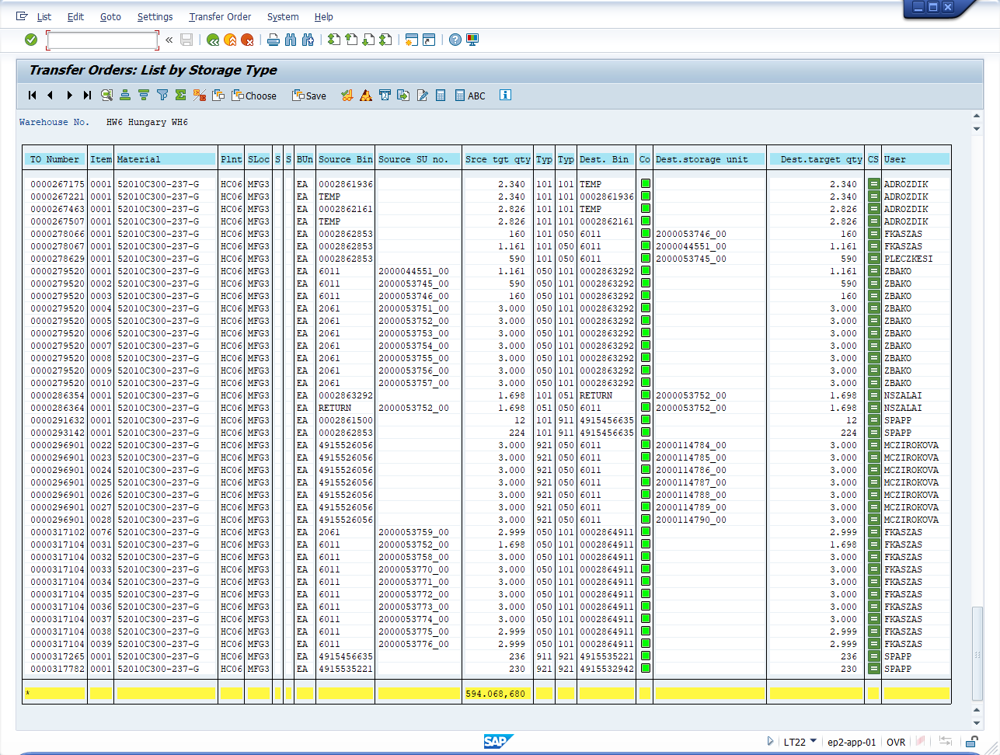 List Edit Goto Settings Transfer Order System Help
Transfer Orders: List by Storage Type
Choose Save ABC
Warehouse No. HW6 Hungary WH6
TO Number Item Material Plnt SLoc S S BUn Source Bin Source SU no. Srce tgt qty Typ Typ Dest. Bin Co Dest.storage unit Dest.target qty CS User
0000267175 0001 52010C300-237-G HC06 MFG3 EA 0002861936 2.340 101 101 TEMP 2.340 ADROZDIK
0000267221 0001 52010C300-237-G HC06 MFG3 EA TEMP 2.340 101 101 0002861936 2.340 ADROZDIK
0000267463 0001 52010C300-237-G HC06 MFG3 EA 0002862161 2.826 101 101 TEMP 2.826 ADROZDIK
0000267507 0001 52010C300-237-G HC06 MFG3 EA TEMP 2.826 101 101 0002862161 2.826 ADROZDIK
0000278066 0001 52010C300-237-G HC06 MFG3 EA 0002862853 160 101 050 6011 2000053746_00 160 FKASZAS
0000278067 0001 52010C300-237-G HC06 MFG3 EA 0002862853 1.161 101 050 6011 2000044551_00 1.161 FKASZAS
0000278629 0001 52010C300-237-G HC06 MFG3 EA 0002862853 590 101 050 6011 2000053745_00 590 PLECZKESI
0000279520 0001 52010C300-237-G HC06 MFG3 EA 6011 2000044551_00 1.161 050 101 0002863292 1.161 ZBAKO
0000279520 0002 52010C300-237-G HC06 MFG3 EA 6011 2000053745_00 590 050 101 0002863292 590 ZBAKO
0000279520 0003 52010C300-237-G HC06 MFG3 EA 6011 2000053746_00 160 050 101 0002863292 160 ZBAKO
0000279520 0004 52010C300-237-G HC06 MFG3 EA 2061 2000053751_00 3.000 050 101 0002863292 3.000 ZBAKO
0000279520 0005 52010C300-237-G HC06 MFG3 EA 2061 2000053752_00 3.000 050 101 0002863292 3.000 ZBAKO
0000279520 0006 52010C300-237-G HC06 MFG3 EA 2061 2000053753_00 3.000 050 101 0002863292 3.000 ZBAKO
0000279520 0007 52010C300-237-G HC06 MFG3 EA 2061 2000053754_00 3.000 050 101 0002863292 3.000 ZBAKO
0000279520 0008 52010C300-237-G HC06 MFG3 EA 2061 2000053755_00 3.000 050 101 0002863292 3.000 ZBAKO
0000279520 0009 52010C300-237-G HC06 MFG3 EA 2061 2000053756_00 3.000 050 101 0002863292 3.000 ZBAKO
0000279520 0010 52010C300-237-G HC06 MFG3 EA 2061 2000053757_00 3.000 050 101 0002863292 3.000 ZBAKO
0000286354 0001 52010C300-237-G HC06 MFG3 EA 0002863292 1.698 101 051 RETURN 2000053752_00 1.698 NSZALAI
0000286364 0001 52010C300-237-G HC06 MFG3 EA RETURN 2000053752_00 1.698 051 050 6011 2000053752_00 1.698 NSZALAI
0000291632 0001 52010C300-237-G HC06 MFG3 EA 0002861500 12 101 911 4915456635 12 SPAPP
0000293142 0001 52010C300-237-G HC06 MFG3 EA 0002862853 224 101 911 4915456635 224 SPAPP
0000296901 0022 52010C300-237-G HC06 MFG3 EA 4915526056 3.000 921 050 6011 2000114784_00 3.000 MCZIROKOVA
0000296901 0023 52010C300-237-G HC06 MFG3 EA 4915526056 3.000 921 050 6011 2000114785_00 3.000 MCZIROKOVA
0000296901 0024 52010C300-237-G HC06 MFG3 EA 4915526056 3.000 921 050 6011 2000114786_00 3.000 MCZIROKOVA
0000296901 0025 52010C300-237-G HC06 MFG3 EA 4915526056 3.000 921 050 6011 2000114787_00 3.000 MCZIROKOVA
0000296901 0026 52010C300-237-G HC06 MFG3 EA 4915526056 3.000 921 050 6011 2000114788_00 3.000 MCZIROKOVA
0000296901 0027 52010C300-237-G HC06 MFG3 EA 4915526056 3.000 921 050 6011 2000114789_00 3.000 MCZIROKOVA
0000296901 0028 52010C300-237-G HC06 MFG3 EA 4915526056 3.000 921 050 6011 2000114790_00 3.000 MCZIROKOVA
0000317102 0076 52010C300-237-G HC06 MFG3 EA 2061 2000053759_00 2.999 050 101 0002864911 2.999 FKASZAS
0000317104 0031 52010C300-237-G HC06 MFG3 EA 6011 2000053752_00 1.698 050 101 0002864911 1.698 FKASZAS
0000317104 0032 52010C300-237-G HC06 MFG3 EA 6011 2000053758_00 3.000 050 101 0002864911 3.000 FKASZAS
0000317104 0033 52010C300-237-G HC06 MFG3 EA 6011 2000053770_00 3.000 050 101 0002864911 3.000 FKASZAS
0000317104 0034 52010C300-237-G HC06 MFG3 EA 6011 2000053771_00 3.000 050 101 0002864911 3.000 FKASZAS
0000317104 0035 52010C300-237-G HC06 MFG3 EA 6011 2000053772_00 3.000 050 101 0002864911 3.000 FKASZAS
0000317104 0036 52010C300-237-G HC06 MFG3 EA 6011 2000053773_00 3.000 050 101 0002864911 3.000 FKASZAS
0000317104 0037 52010C300-237-G HC06 MFG3 EA 6011 2000053774_00 3.000 050 101 0002864911 3.000 FKASZAS
0000317104 0038 52010C300-237-G HC06 MFG3 EA 6011 2000053775_00 2.999 050 101 0002864911 2.999 FKASZAS
0000317104 0039 52010C300-237-G HC06 MFG3 EA 6011 2000053776_00 2.999 050 101 0002864911 2.999 FKASZAS
0000317265 0001 52010C300-237-G HC06 MFG3 EA 4915456635 236 911 921 4915535221 236 SPAPP
0000317782 0001 52010C300-237-G HC06 MFG3 EA 4915535221 230 921 921 4915532942 230 SPAPP
* 594.068,680
SAP LT22 ep2-app-01 OVR